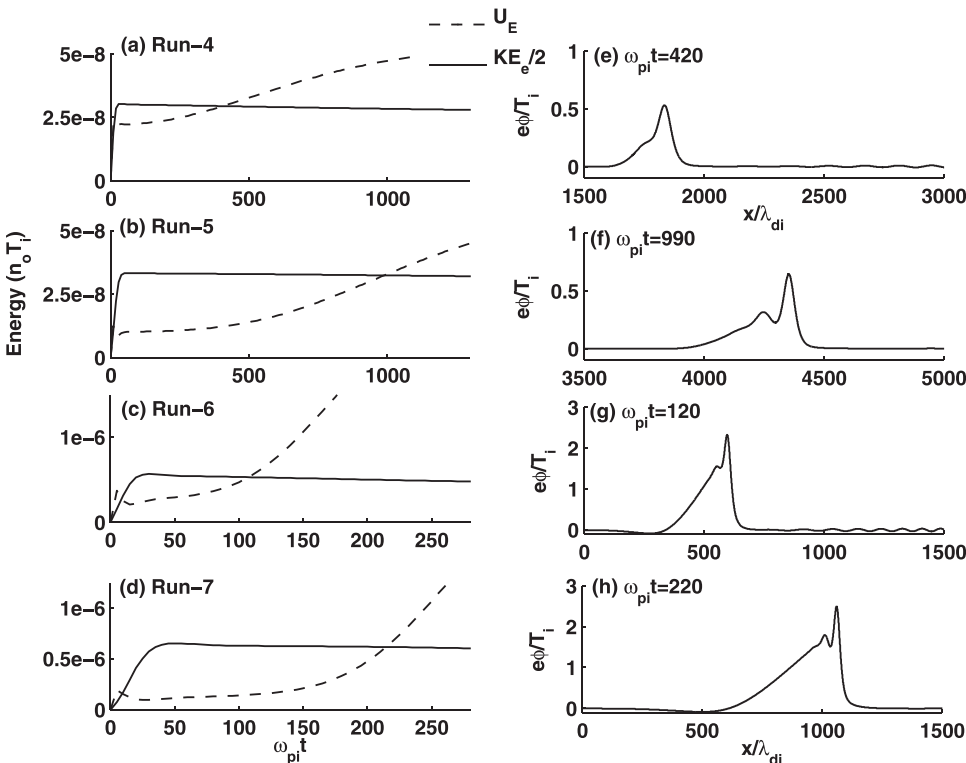 U_E
KE_e/2
(a) Run−4
5e−8
2.5e−8
0
0 500 1000
(b) Run−5
5e−8
2.5e−8
0
0 500 1000
(c) Run−6
1e−6
0
0 50 100 150 200 250
(d) Run−7
1e−6
0.5e−6
0
0 50 100 150 200 250
ω_pi t
Energy (n_o T_i)
(e) ω_pi t=420
1
0.5
0
eϕ/T_i
1500 2000 2500 3000
x/λ_di
(f) ω_pi t=990
1
0.5
0
eϕ/T_i
3500 4000 4500 5000
(g) ω_pi t=120
3
2
1
0
eϕ/T_i
0 500 1000 1500
(h) ω_pi t=220
3
2
1
0
eϕ/T_i
0 500 1000 1500
x/λ_di